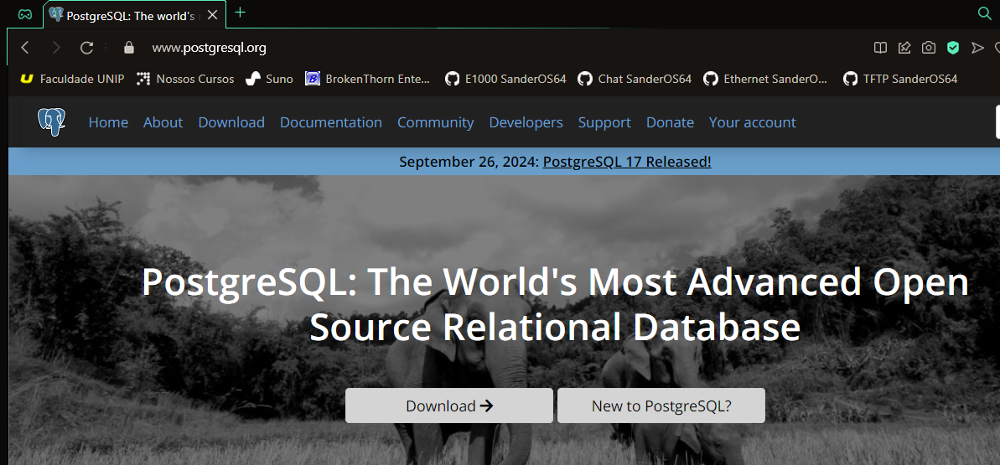 PostgreSQL: The world's
www.postgresql.org
Faculdade UNIP Nossos Cursos Suno BrokenThorn Ente... E1000 SanderOS64 Chat SanderOS64 Ethernet SanderO... TFTP SanderOS64
Home About Download Documentation Community Developers Support Donate Your account
September 26, 2024: PostgreSQL 17 Released!
PostgreSQL: The World's Most Advanced Open
Source Relational Database
Download → New to PostgreSQL?